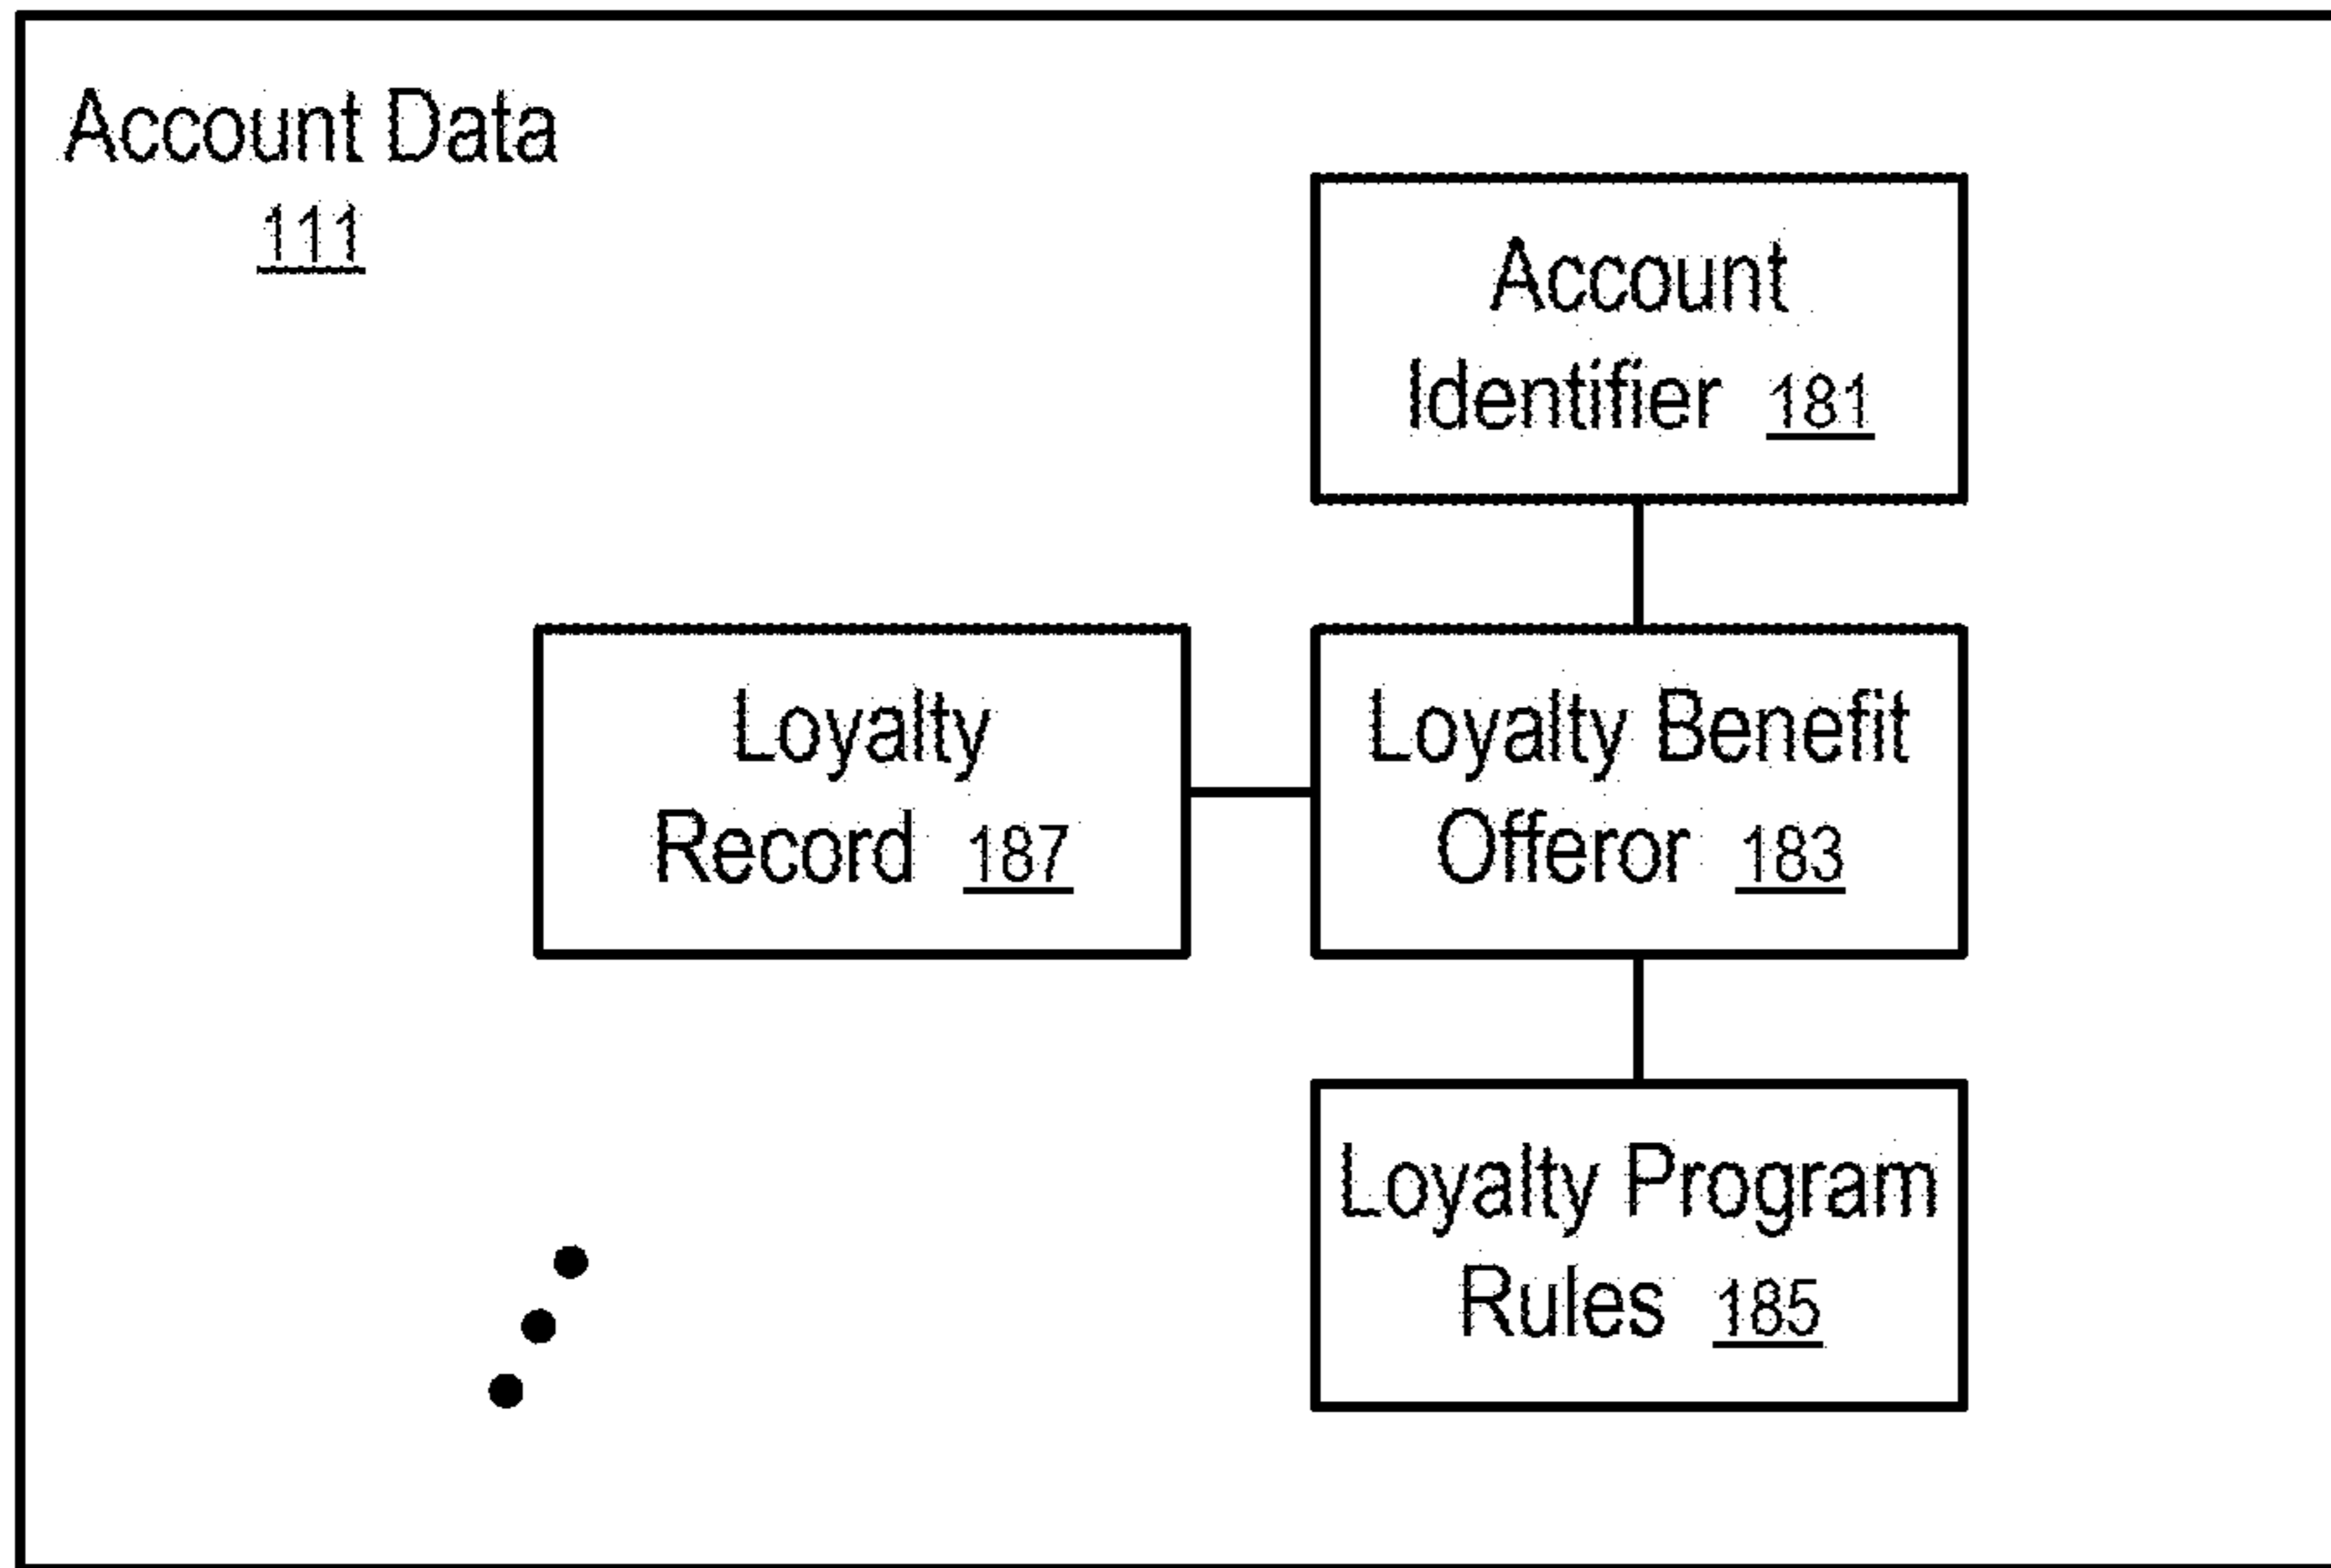 Account Data
111
Account
Identifier 181
Loyalty
Record 187
Loyalty Benefit
Offeror 183
Loyalty Program
Rules 185